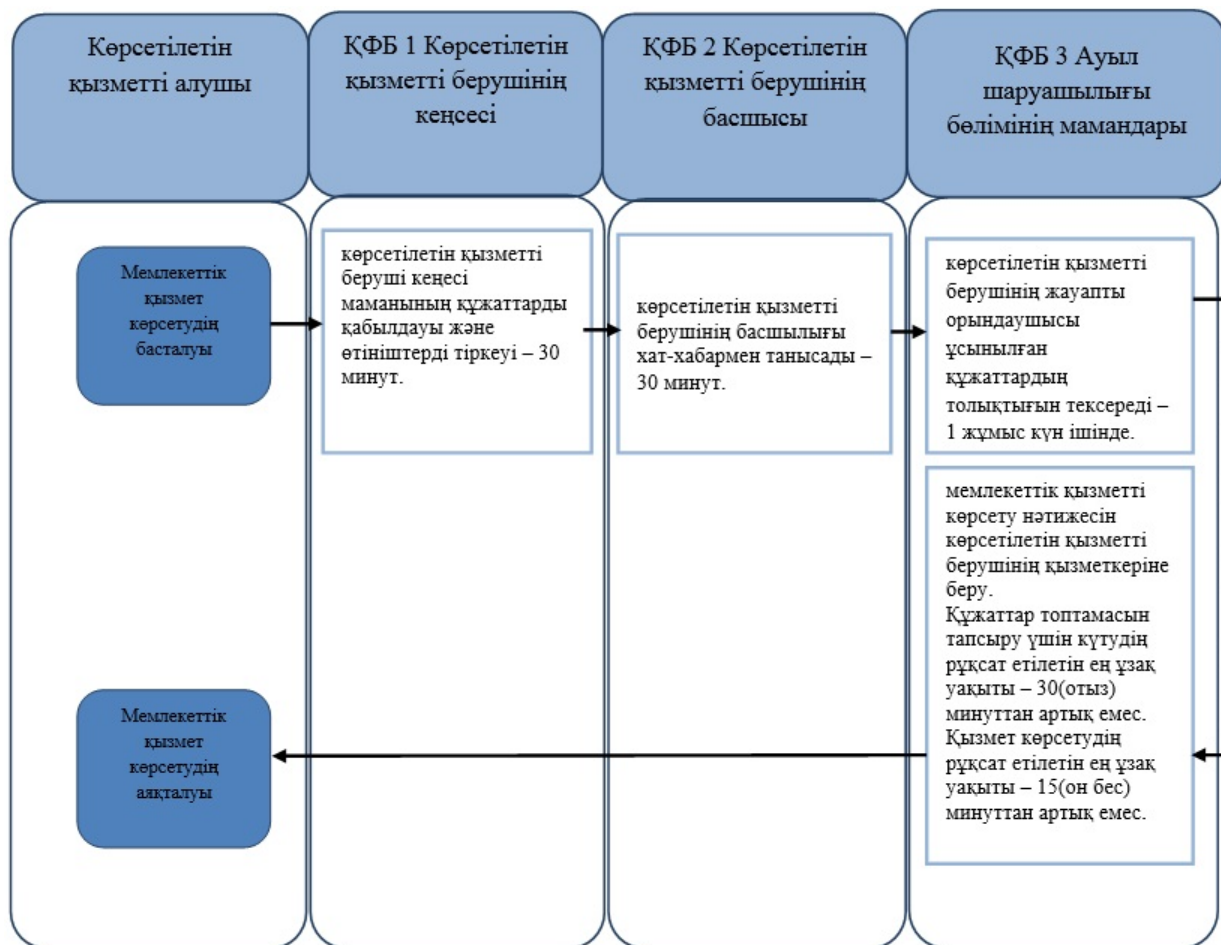 Көрсетілетін
қызметті алушы
ҚФБ 1 Көрсетілетін
қызметті берушінің
кеңсесі
ҚФБ 2 Көрсетілетін
қызметті берушінің
басшысы
ҚФБ 3 Ауыл
шаруашылығы
бөлімінің мамандары
Мемлекеттік
қызмет
көрсетудің
басталуы
көрсетілетін қызметті
беруші кеңесі
маманының құжаттарды
қабылдауы және
өтініштерді тіркеуі – 30
минут.
көрсетілетін қызметті
берушінің басшылығы
хат-хабармен танысады –
30 минут.
көрсетілетін қызметті
берушінің жауапты
орындаушысы
ұсынылған
құжаттардың
толықтығын тексереді –
1 жұмыс күн ішінде.
мемлекеттік қызметті
көрсету нәтижесін
көрсетілетін қызметті
берушінің қызметкеріне
беру.
Құжаттар топтамасын
тапсыру үшін күтудің
рұқсат етілетін ең ұзақ
уақыты – 30(отыз)
минуттан артық емес.
Қызмет көрсетудің
рұқсат етілетін ең ұзақ
уақыты – 15(он бес)
минуттан артық емес.
Мемлекеттік
қызмет
көрсетудің
аяқталуы